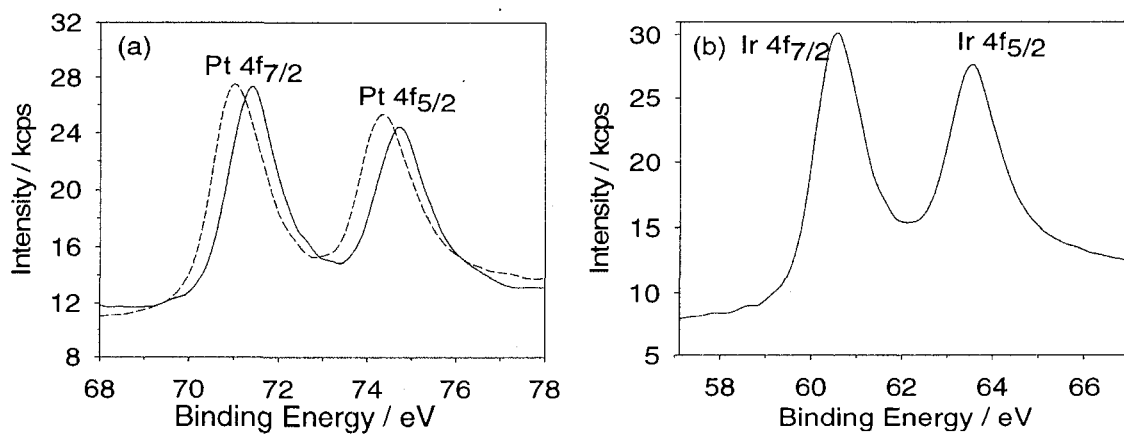 (a)
Pt 4f7/2
Pt 4f5/2
32
28
24
20
16
12
8
Intensity / kcps
68 70 72 74 76 78
Binding Energy / eV
(b)
Ir 4f7/2
Ir 4f5/2
30
25
20
15
10
5
Intensity / kcps
58 60 62 64 66
Binding Energy / eV